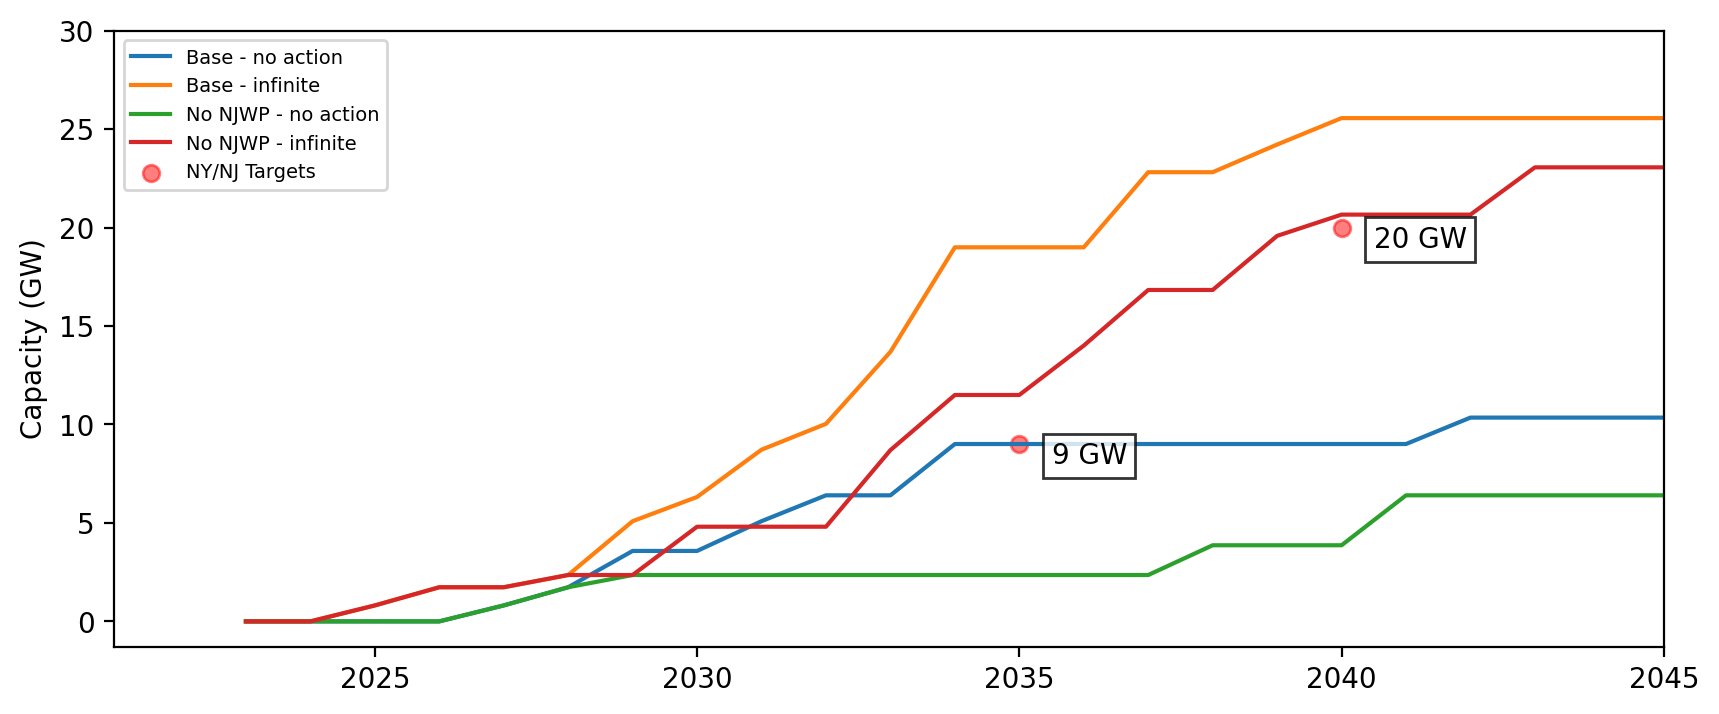 30
25
20
15
10
5
0
Capacity (GW)
Base - no action
Base - infinite
No NJWP - no action
No NJWP - infinite
NY/NJ Targets
20 GW
9 GW
2025
2030
2035
2040
2045